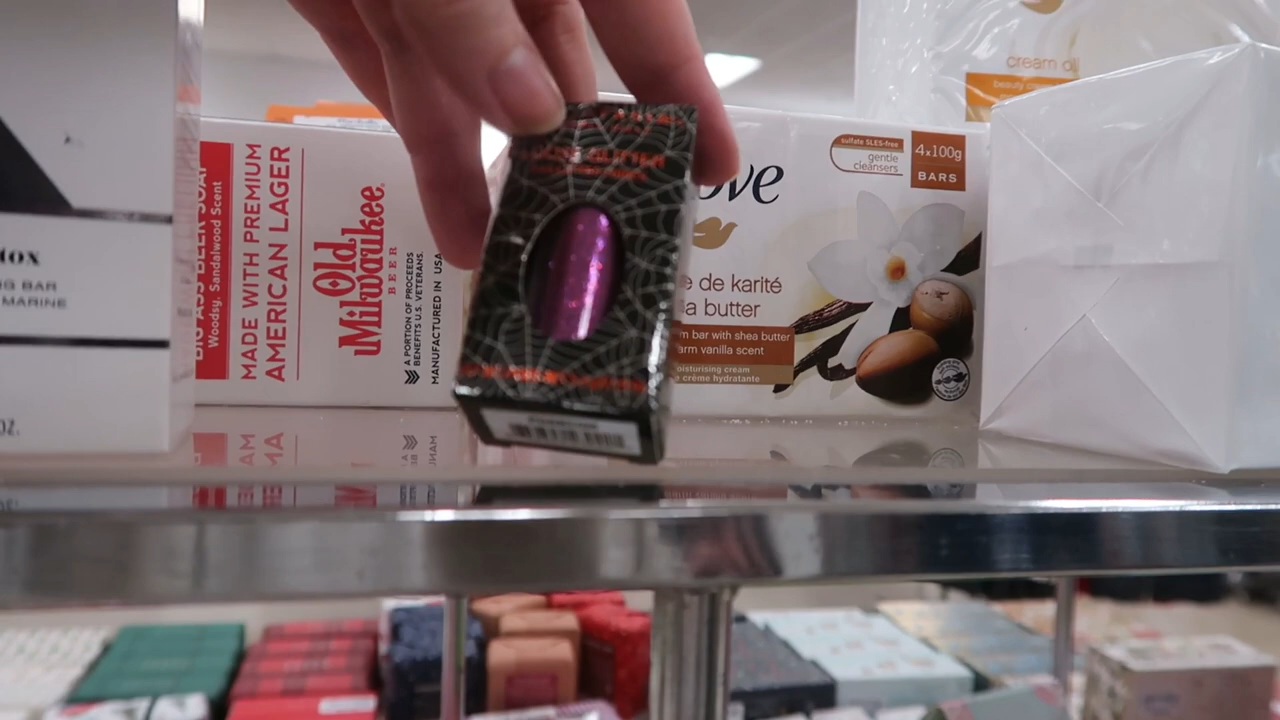 tox
G BAR
MARINE
OZ.
BIG ASS BEER SOAP
Woodsy, Sandalwood Scent
MADE WITH PREMIUM
AMERICAN LAGER
Old
Milwaukee
BEER
A PORTION OF PROCEEDS
BENEFITS U.S. VETERANS.
MANUFACTURED IN USA
ove
sulfate SLES-free
gentle
cleansers
4x100g
BARS
e de karité
a butter
m bar with shea butter
arm vanilla scent
oisturising cream
crème hydratante
cream oil
beauty